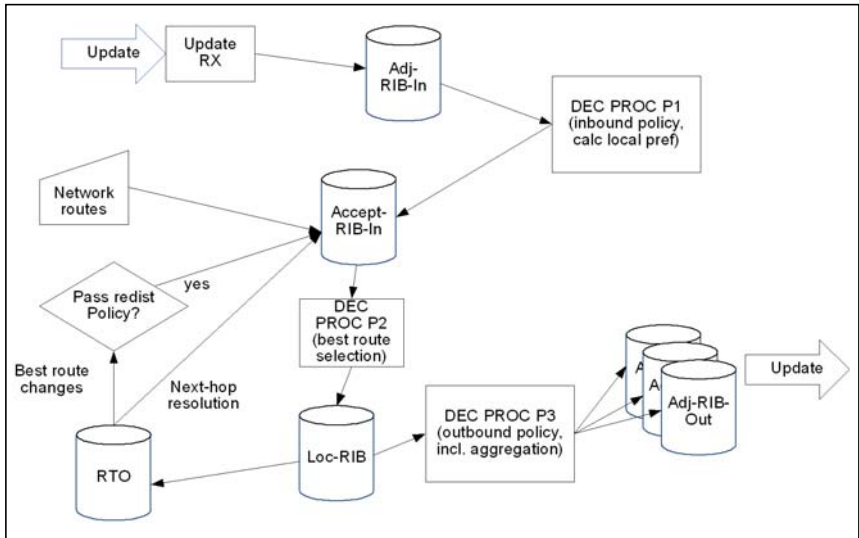 Update
Update
RX
Adj-
RIB-In
DEC PROC P1
(inbound policy,
calc local pref)
Network
routes
Accept-
RIB-In
Pass redist
Policy?
yes
DEC
PROC P2
(best route
selection)
Best route
changes
Next-hop
resolution
RTO
Loc-RIB
DEC PROC P3
(outbound policy,
incl. aggregation)
A
A
Adj-RIB-
Out
Update